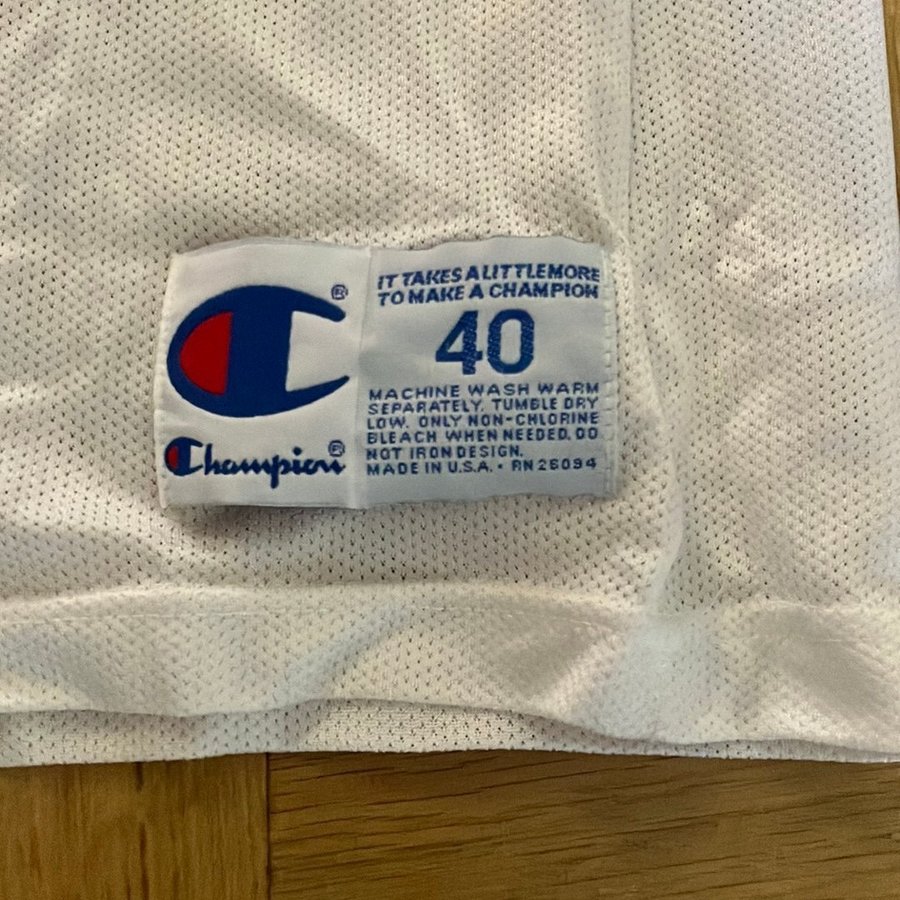 IT TAKES A LITTLE MORE
TO MAKE A CHAMPION
40
MACHINE WASH WARM
SEPARATELY. TUMBLE DRY
LOW. ONLY NON-CHLORINE
BLEACH WHEN NEEDED. DO
NOT IRON DESIGN.
MADE IN U.S.A. • RN 26094
®
Champion®